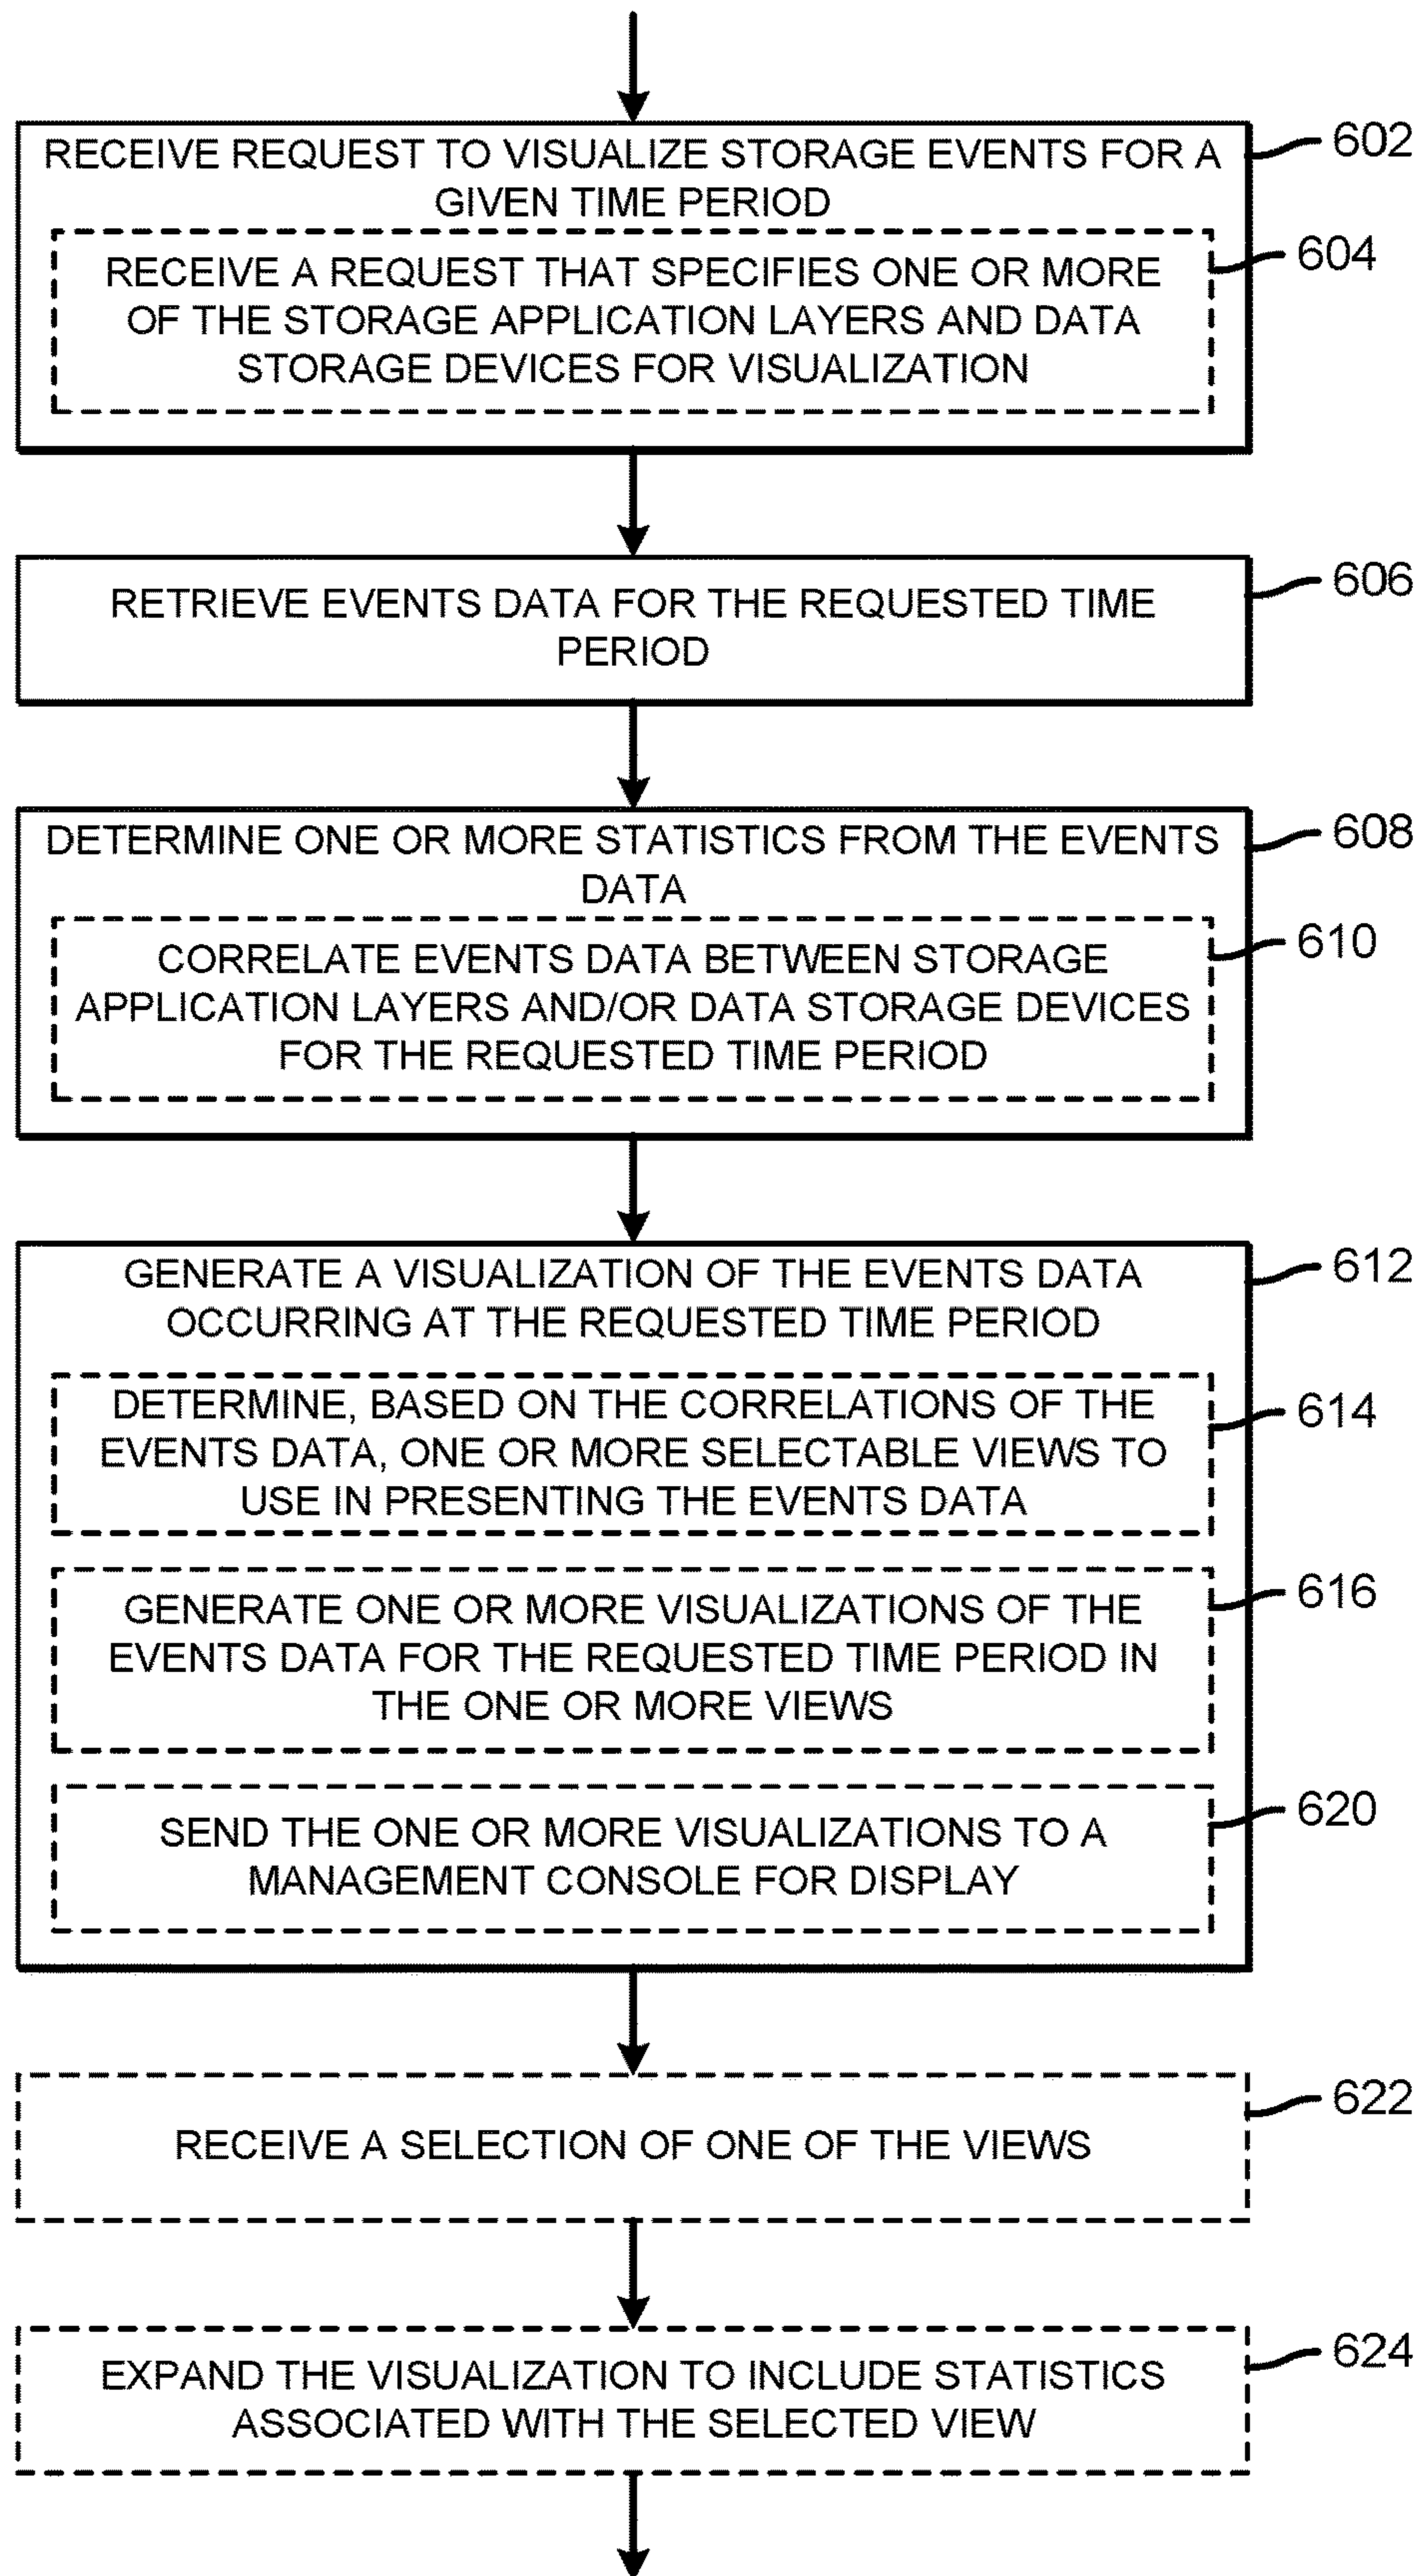 RECEIVE REQUEST TO VISUALIZE STORAGE EVENTS FOR A
GIVEN TIME PERIOD
602
RECEIVE A REQUEST THAT SPECIFIES ONE OR MORE
OF THE STORAGE APPLICATION LAYERS AND DATA
STORAGE DEVICES FOR VISUALIZATION
604
RETRIEVE EVENTS DATA FOR THE REQUESTED TIME
PERIOD
606
DETERMINE ONE OR MORE STATISTICS FROM THE EVENTS
DATA
608
CORRELATE EVENTS DATA BETWEEN STORAGE
APPLICATION LAYERS AND/OR DATA STORAGE DEVICES
FOR THE REQUESTED TIME PERIOD
610
GENERATE A VISUALIZATION OF THE EVENTS DATA
OCCURRING AT THE REQUESTED TIME PERIOD
612
DETERMINE, BASED ON THE CORRELATIONS OF THE
EVENTS DATA, ONE OR MORE SELECTABLE VIEWS TO
USE IN PRESENTING THE EVENTS DATA
614
GENERATE ONE OR MORE VISUALIZATIONS OF THE
EVENTS DATA FOR THE REQUESTED TIME PERIOD IN
THE ONE OR MORE VIEWS
616
SEND THE ONE OR MORE VISUALIZATIONS TO A
MANAGEMENT CONSOLE FOR DISPLAY
620
RECEIVE A SELECTION OF ONE OF THE VIEWS
622
EXPAND THE VISUALIZATION TO INCLUDE STATISTICS
ASSOCIATED WITH THE SELECTED VIEW
624